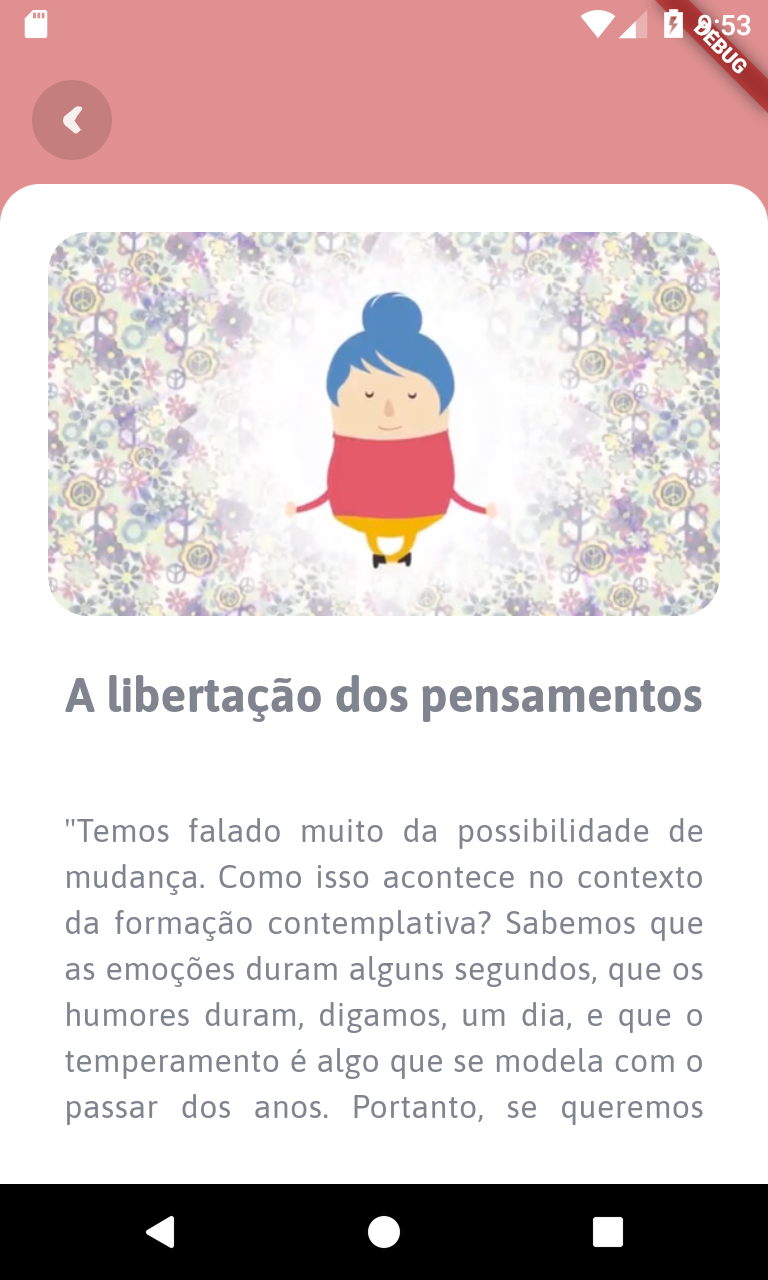 9:53
DEBUG
A libertação dos pensamentos
"Temos falado muito da possibilidade de
mudança. Como isso acontece no contexto
da formação contemplativa? Sabemos que
as emoções duram alguns segundos, que os
humores duram, digamos, um dia, e que o
temperamento é algo que se modela com o
passar dos anos. Portanto, se queremos